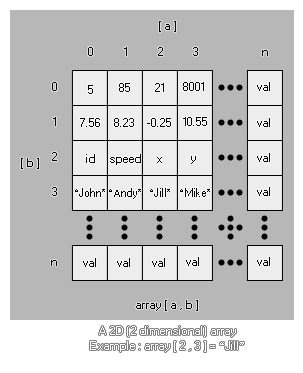 [ a ]
0 1 2 3 n
0 5 85 21 8001 val
1 7.56 8.23 -0.25 10.55 val
[ b ] 2 id speed x y val
3 "John" "Andy" "Jill" "Mike" val
n val val val val val
array [ a , b ]
A 2D (2 dimensional) array
Example : array [ 2 , 3 ] = "Jill"